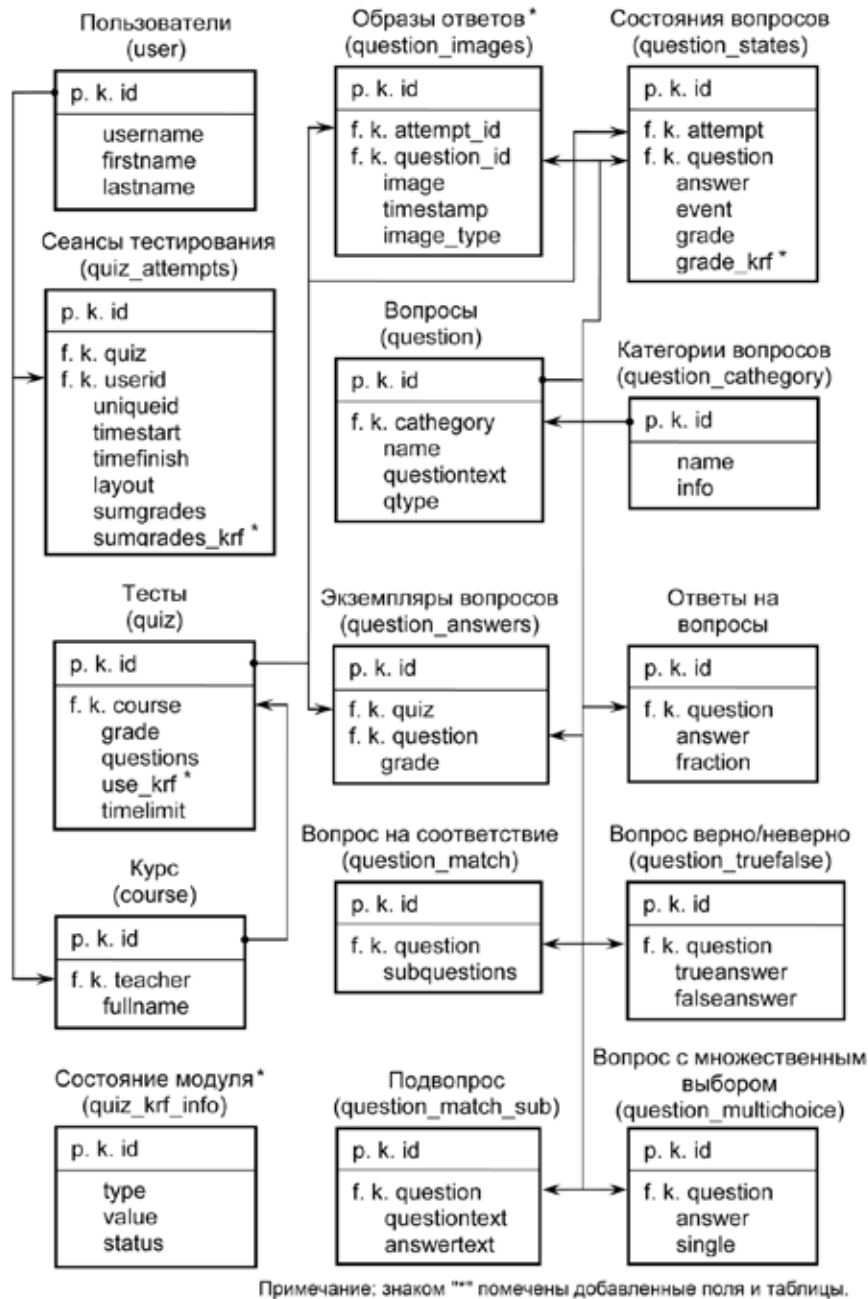 Пользователи
(user)
p. k. id
username
firstname
lastname
Образы ответов *
(question_images)
p. k. id
f. k. attempt_id
f. k. question_id
image
timestamp
image_type
Состояния вопросов
(question_states)
p. k. id
f. k. attempt
f. k. question
answer
event
grade
grade_krf *
Сеансы тестирования
(quiz_attempts)
p. k. id
f. k. quiz
f. k. userid
uniqueid
timestart
timefinish
layout
sumgrades
sumgrades_krf *
Вопросы
(question)
p. k. id
f. k. cathegory
name
questiontext
qtype
Категории вопросов
(question_cathegory)
p. k. id
name
info
Тесты
(quiz)
p. k. id
f. k. course
grade
questions
use_krf *
timelimit
Экземпляры вопросов
(question_answers)
p. k. id
f. k. quiz
f. k. question
grade
Ответы на
вопросы
p. k. id
f. k. question
answer
fraction
Курс
(course)
p. k. id
f. k. teacher
fullname
Вопрос на соответствие
(question_match)
p. k. id
f. k. question
subquestions
Вопрос верно/неверно
(question_truefalse)
p. k. id
f. k. question
trueanswer
falseanswer
Состояние модуля *
(quiz_krf_info)
p. k. id
type
value
status
Подвопрос
(question_match_sub)
p. k. id
f. k. question
questiontext
answertext
Вопрос с множественным
выбором
(question_multichoice)
p. k. id
f. k. question
answer
single
Примечание: знаком "*" помечены добавленные поля и таблицы.